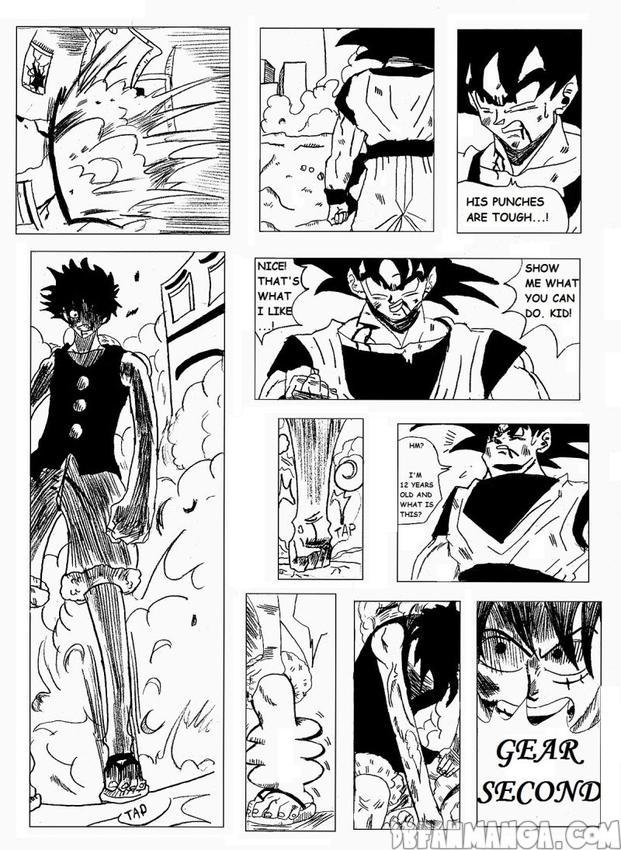 HIS PUNCHES
ARE TOUGH...!
NICE!
THAT'S
WHAT
I LIKE
...!
SHOW
ME WHAT
YOU CAN
DO. KID!
TAP
HM?
I'M
12 YEARS
OLD AND
WHAT IS
THIS?
TAP
GEAR
SECOND
DBFANMANGA.COM